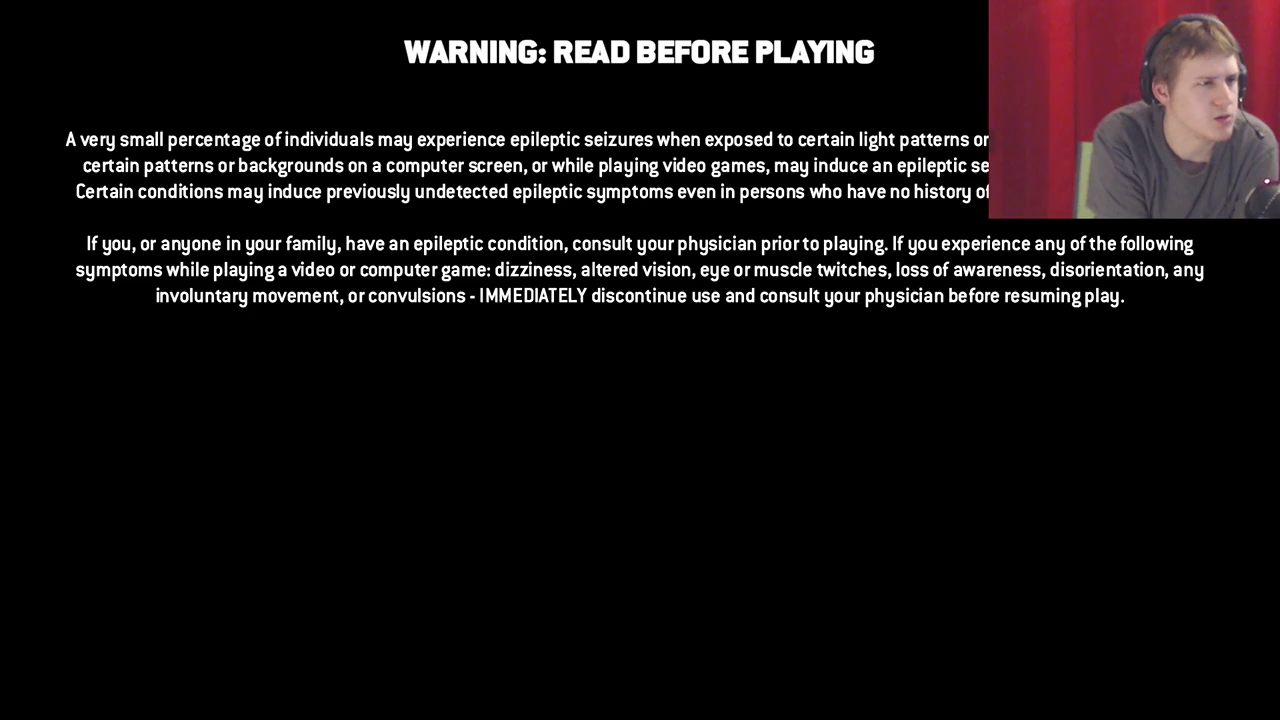 WARNING: READ BEFORE PLAYING
A very small percentage of individuals may experience epileptic seizures when exposed to certain light patterns or
certain patterns or backgrounds on a computer screen, or while playing video games, may induce an epileptic
Certain conditions may induce previously undetected epileptic symptoms even in persons who have no history of
If you, or anyone in your family, have an epileptic condition, consult your physician prior to playing. If you experience any of the following
symptoms while playing a video or computer game: dizziness, altered vision, eye or muscle twitches, loss of awareness, disorientation, any
involuntary movement, or convulsions - IMMEDIATELY discontinue use and consult your physician before resuming play.